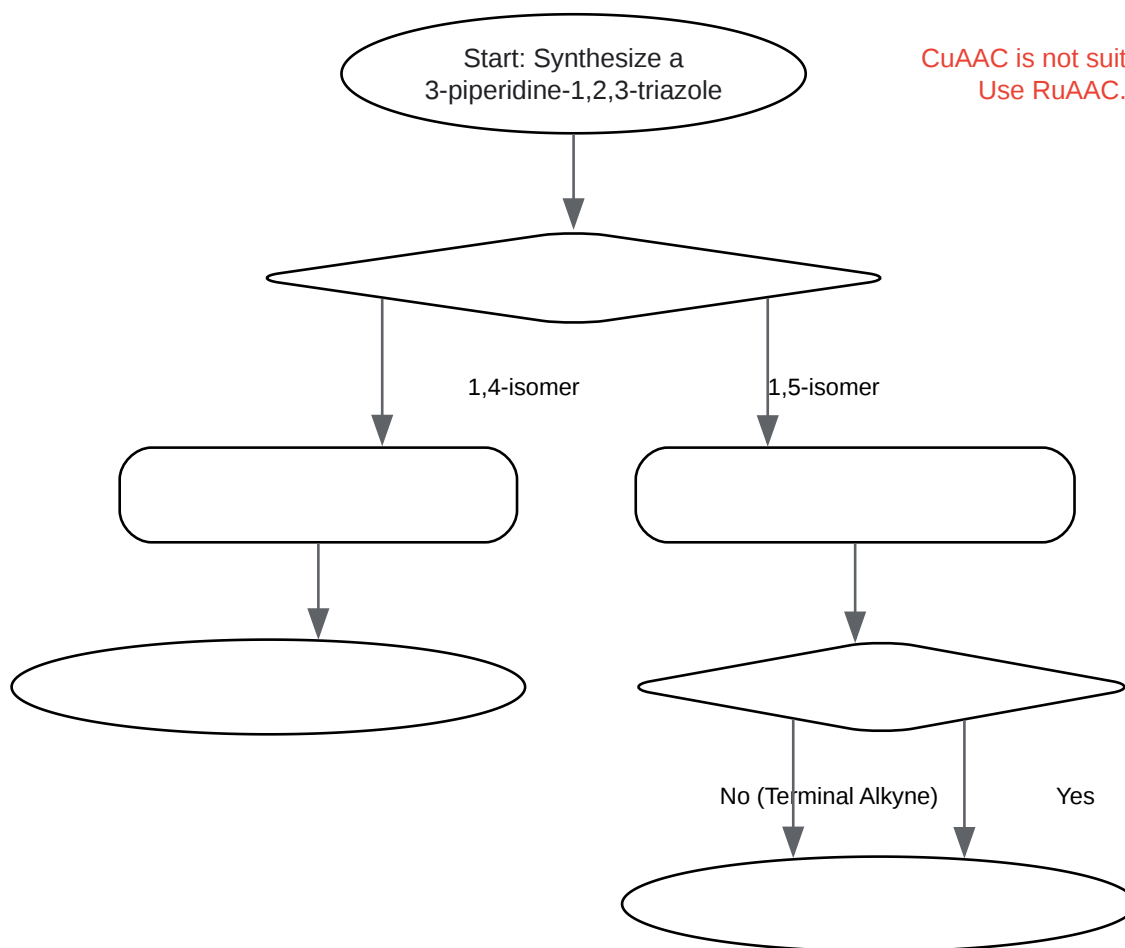 Start: Synthesize a
3-piperidine-1,2,3-triazole
CuAAC is not suit
Use RuAAC.
1,4-isomer
1,5-isomer
No (Terminal Alkyne)
Yes